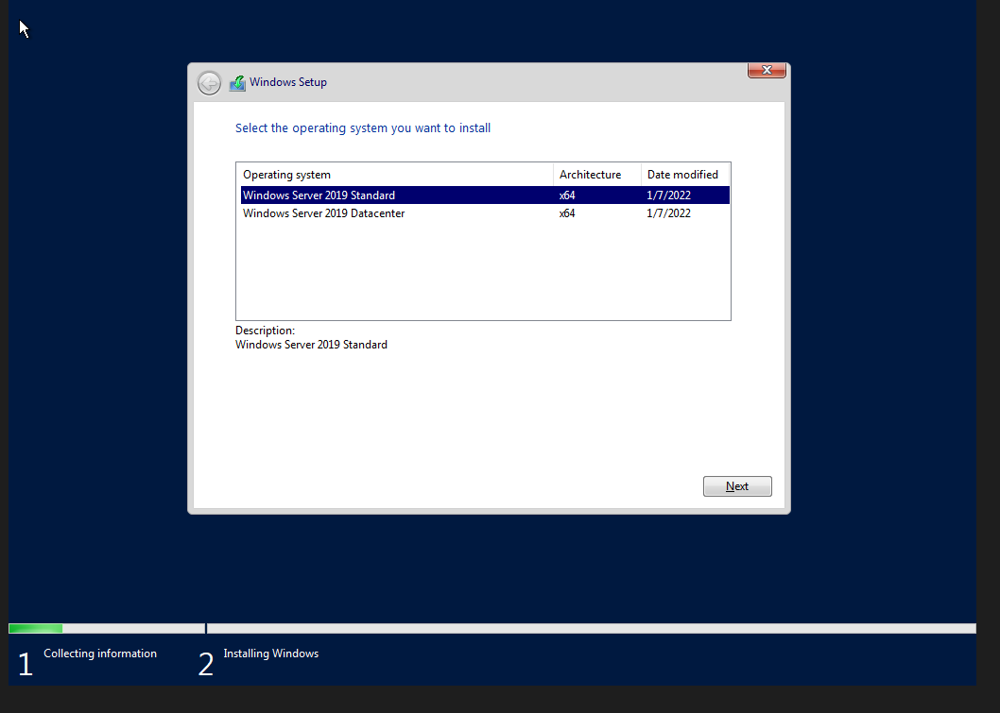 Windows Setup
Select the operating system you want to install
Operating system Architecture Date modified
Windows Server 2019 Standard x64 1/7/2022
Windows Server 2019 Datacenter x64 1/7/2022
Description:
Windows Server 2019 Standard
Next
1 Collecting information 2 Installing Windows